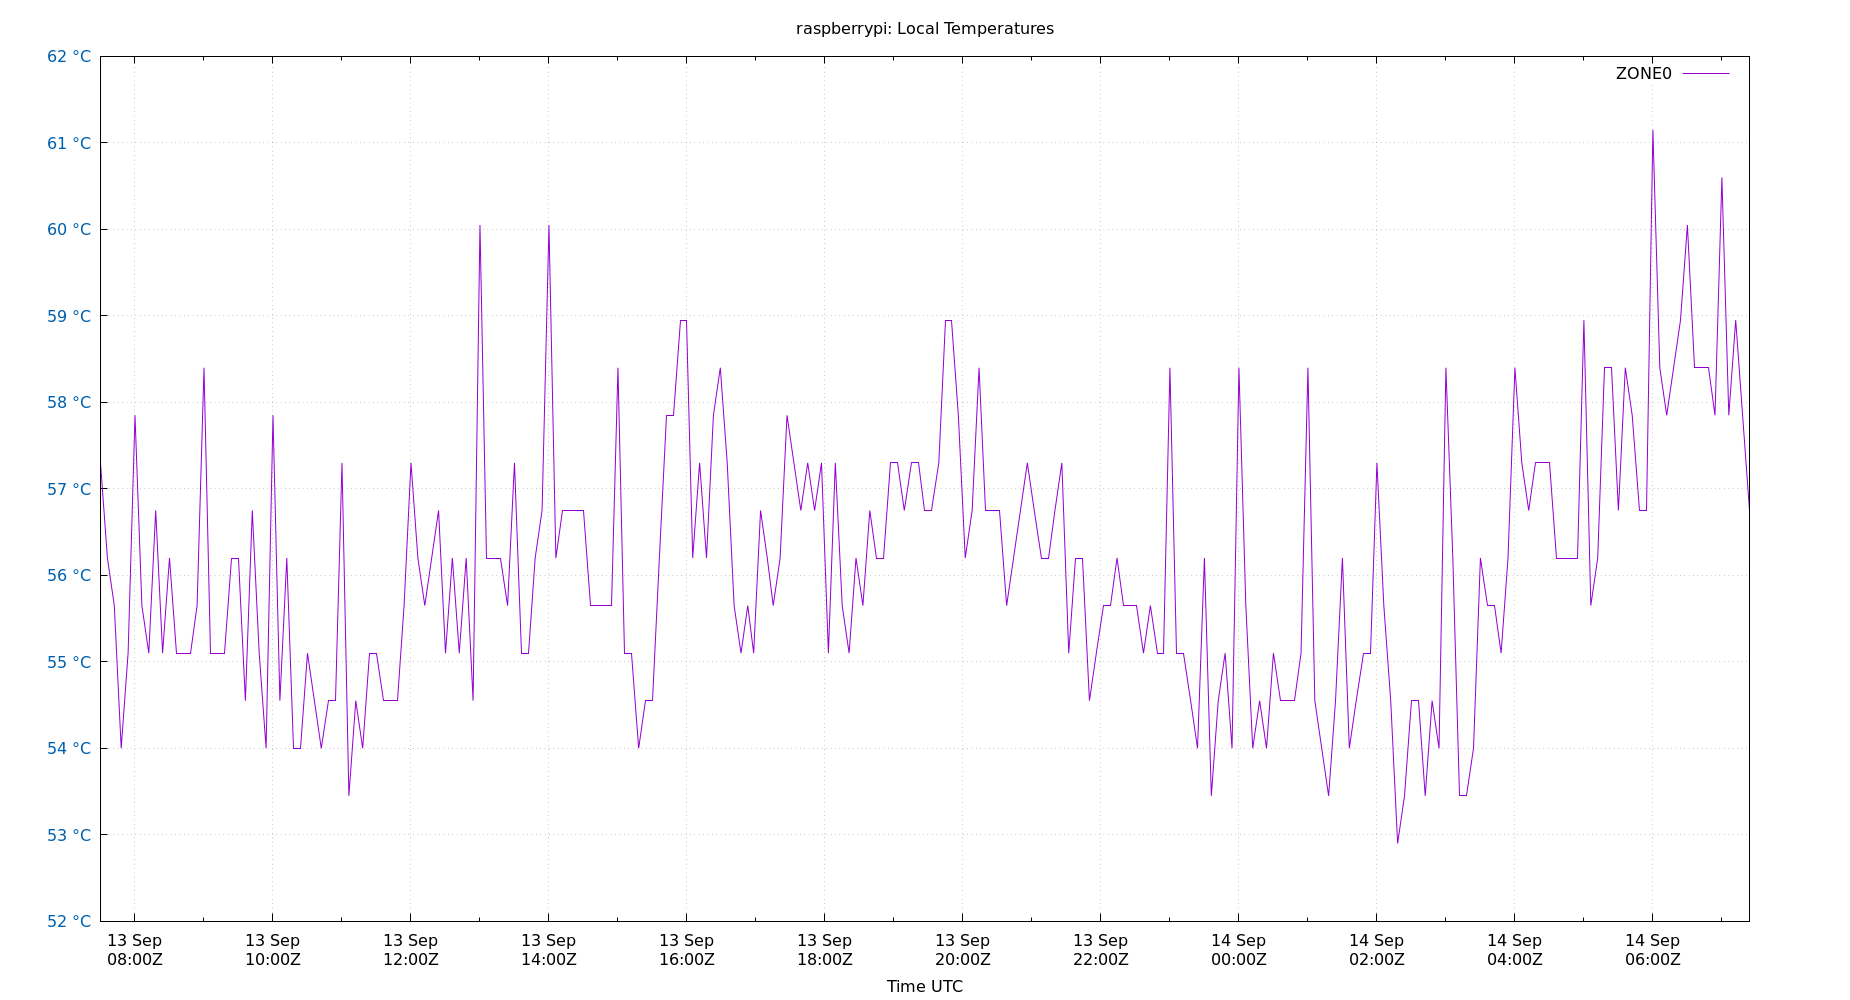 raspberrypi: Local Temperatures
ZONE0
62 °C
61 °C
60 °C
59 °C
58 °C
57 °C
56 °C
55 °C
54 °C
53 °C
52 °C
13 Sep 13 Sep 13 Sep 13 Sep 13 Sep 13 Sep 13 Sep 13 Sep 14 Sep 14 Sep 14 Sep 14 Sep
08:00Z 10:00Z 12:00Z 14:00Z 16:00Z 18:00Z 20:00Z 22:00Z 00:00Z 02:00Z 04:00Z 06:00Z
Time UTC